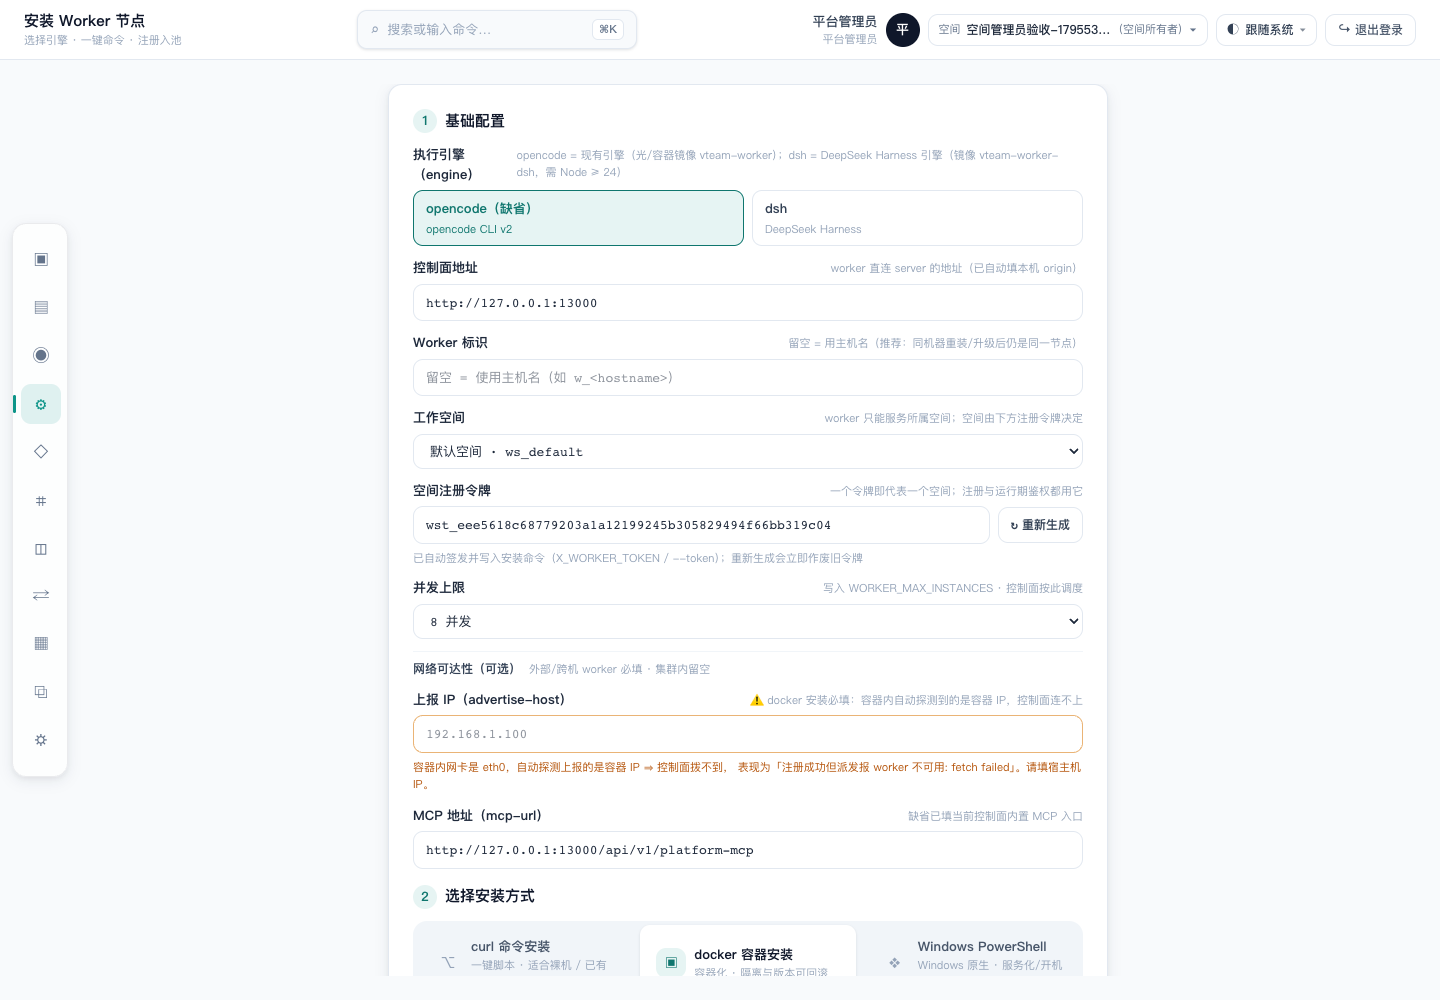 安装 Worker 节点
选择引擎 · 一键命令 · 注册入池
搜索或输入命令...
⌘K
平台管理员
平台管理员
平
空间 空间管理员验收-179553... (空间所有者)
跟随系统
退出登录
1 基础配置
执行引擎
(engine)
opencode = 现有引擎（光/容器镜像 vteam-worker）；dsh = DeepSeek Harness 引擎（镜像 vteam-worker-
dsh，需 Node ≥ 24）
opencode（缺省）
opencode CLI v2
dsh
DeepSeek Harness
控制面地址
worker 直连 server 的地址（已自动填本机 origin）
http://127.0.0.1:13000
Worker 标识
留空 = 用主机名（推荐：同机器重装/升级后仍是同一节点）
留空 = 使用主机名（如 w_<hostname>）
工作空间
worker 只能服务所属空间；空间由下方注册令牌决定
默认空间 · ws_default
空间注册令牌
一个令牌即代表一个空间；注册与运行期鉴权都用它
wst_eee5618c68779203a1a12199245b305829494f66bb319c04
↻ 重新生成
已自动签发并写入安装命令（X_WORKER_TOKEN / --token）；重新生成会立即作废旧令牌
并发上限
写入 WORKER_MAX_INSTANCES · 控制面按此调度
8 并发
网络可达性（可选） 外部/跨机 worker 必填 · 集群内留空
上报 IP（advertise-host）
⚠ docker 安装必填：容器内自动探测到的是容器 IP，控制面连不上
192.168.1.100
容器内网卡是 eth0，自动探测上报的是容器 IP ⇒ 控制面拨不到， 表现为「注册成功但派发报 worker 不可用: fetch failed」。请填宿主机
IP。
MCP 地址（mcp-url）
缺省已填当前控制面内置 MCP 入口
http://127.0.0.1:13000/api/v1/platform-mcp
2 选择安装方式
curl 命令安装
一键脚本 · 适合裸机 / 已有
docker 容器安装
容器化 · 隔离与版本可回滚
Windows PowerShell
Windows 原生 · 服务化/开机